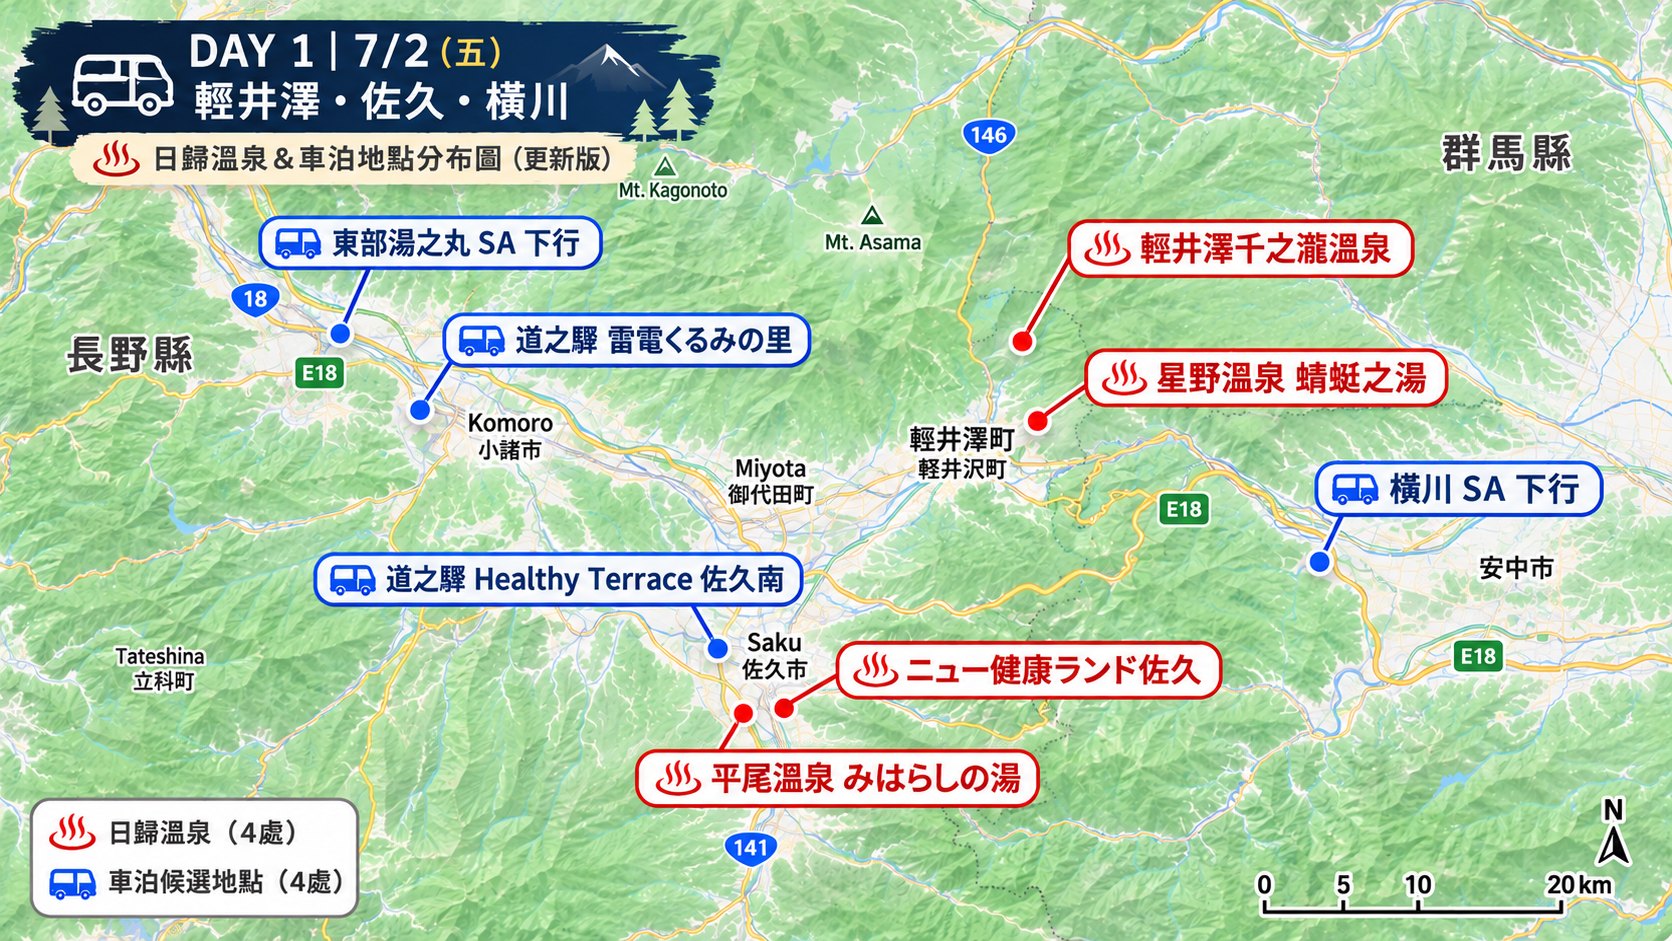 DAY 1 | 7/2 (五)
輕井澤・佐久・橫川
日歸溫泉&車泊地點分布圖 (更新版)
Mt. Kagonoto
Mt. Asama
146
群馬縣
東部湯之丸 SA 下行
輕井澤千之瀧溫泉
18
道之驛 雷電くるみの里
長野縣
E18
星野溫泉 蜻蜓之湯
Komoro
小諸市
輕井澤町
軽井沢町
Miyota
御代田町
橫川 SA 下行
E18
安中市
道之驛 Healthy Terrace 佐久南
Saku
佐久市
Tateshina
立科町
ニュー健康ランド佐久
E18
平尾溫泉 みはらしの湯
141
日歸溫泉（4處）
車泊候選地點（4處）
N
0 5 10 20 km